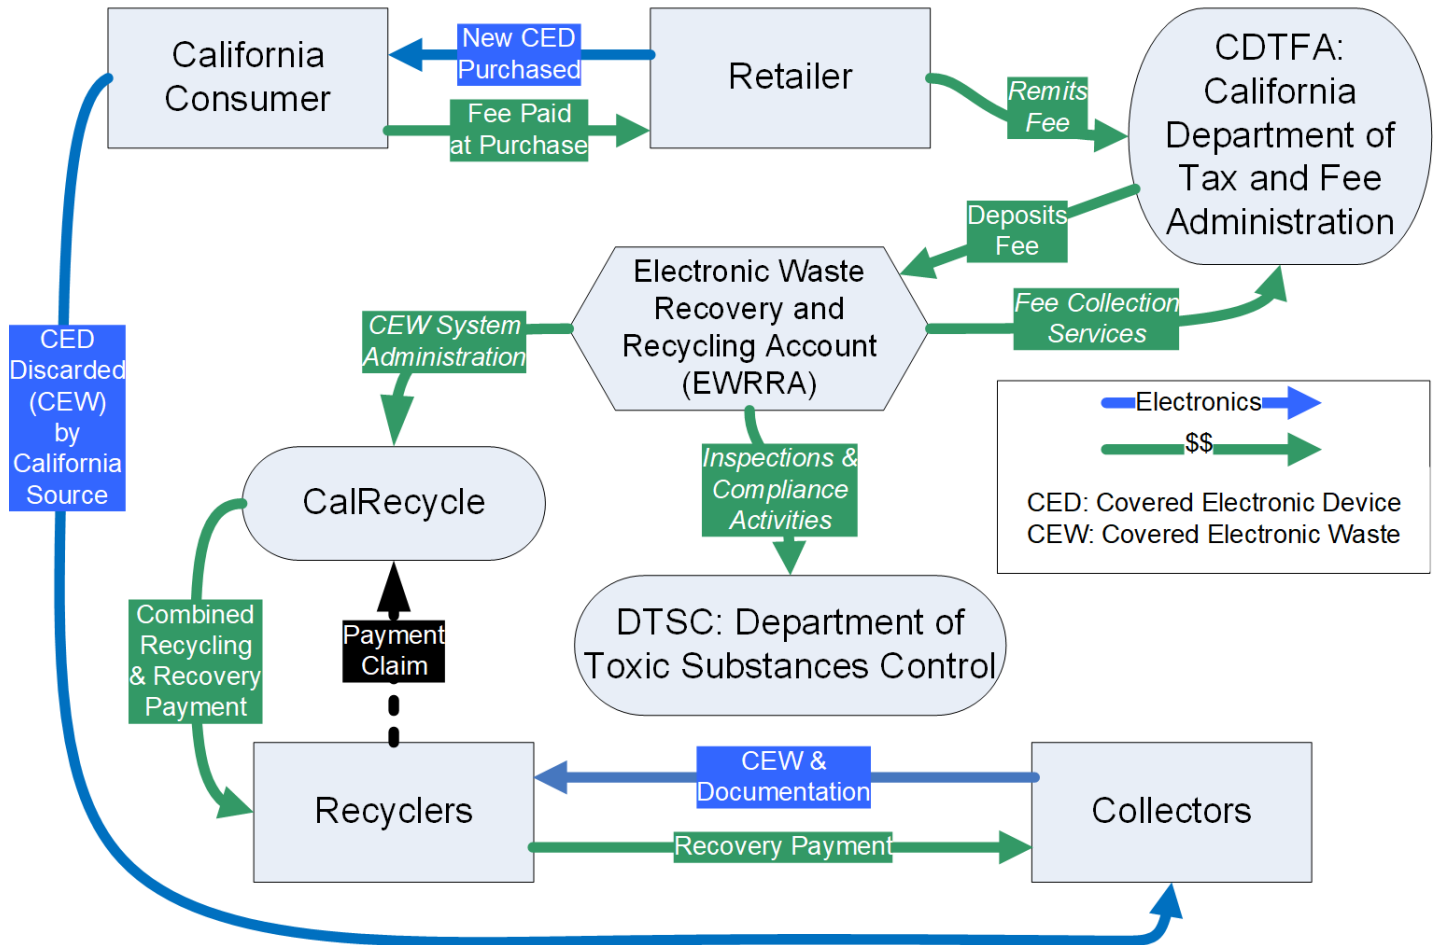 California
Consumer
New CED
Purchased
Fee Paid
at Purchase
Retailer
Remits
Fee
CDTFA:
California
Department of
Tax and Fee
Administration
Deposits
Fee
Electronic Waste
Recovery and
Recycling Account
(EWRRA)
Fee Collection
Services
CEW System
Administration
CED
Discarded
(CEW)
by
California
Source
Electronics
$$
CED: Covered Electronic Device
CEW: Covered Electronic Waste
Inspections &
Compliance
Activities
CalRecycle
DTSC: Department of
Toxic Substances Control
Combined
Recycling
& Recovery
Payment
Payment
Claim
Recyclers
CEW &
Documentation
Recovery Payment
Collectors